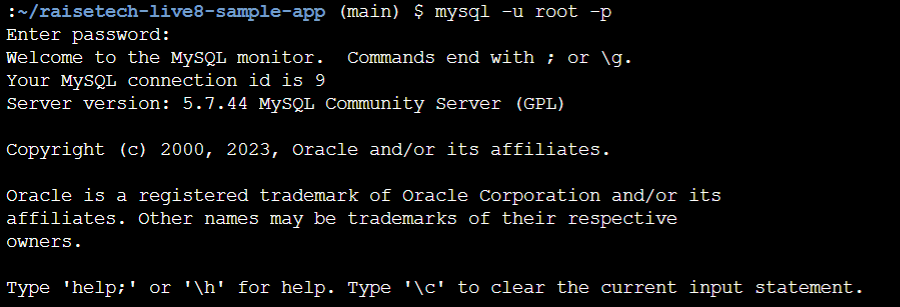 :~/raisetech-live8-sample-app (main) $ mysql -u root -p
Enter password:
Welcome to the MySQL monitor.  Commands end with ; or \g.
Your MySQL connection id is 9
Server version: 5.7.44 MySQL Community Server (GPL)
Copyright (c) 2000, 2023, Oracle and/or its affiliates.
Oracle is a registered trademark of Oracle Corporation and/or its
affiliates. Other names may be trademarks of their respective
owners.
Type 'help;' or '\h' for help. Type '\c' to clear the current input statement.